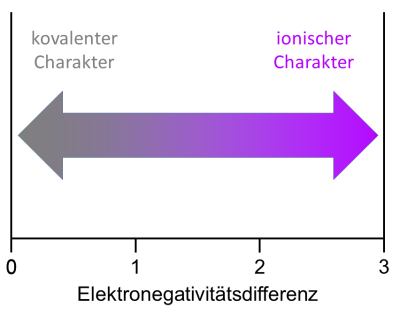 kovalenter
Charakter
ionischer
Charakter
0 1 2 3
Elektronegativitätsdifferenz